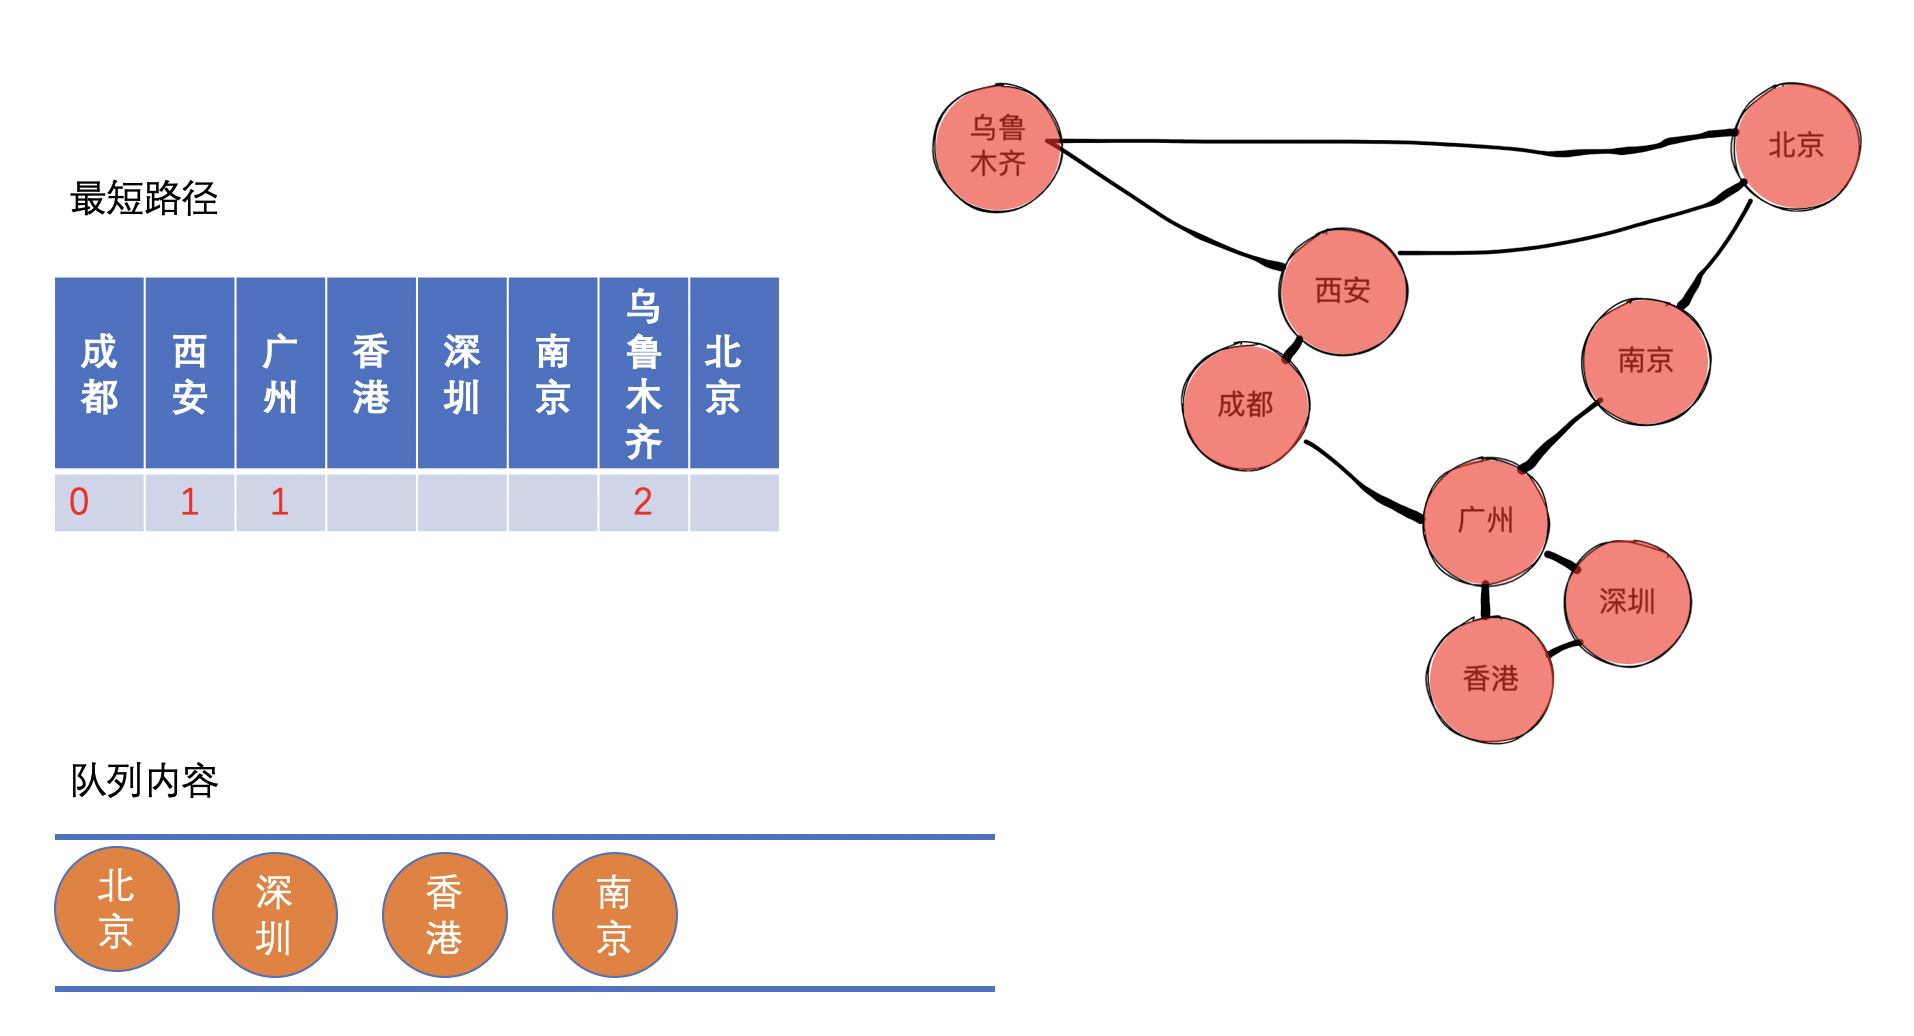 最短路径
成都 西安 广州 香港 深圳 南京 乌鲁木齐 北京
0 1 1 2
队列内容
北京 深圳 香港 南京
乌鲁
木齐
北京
西安
南京
成都
广州
深圳
香港